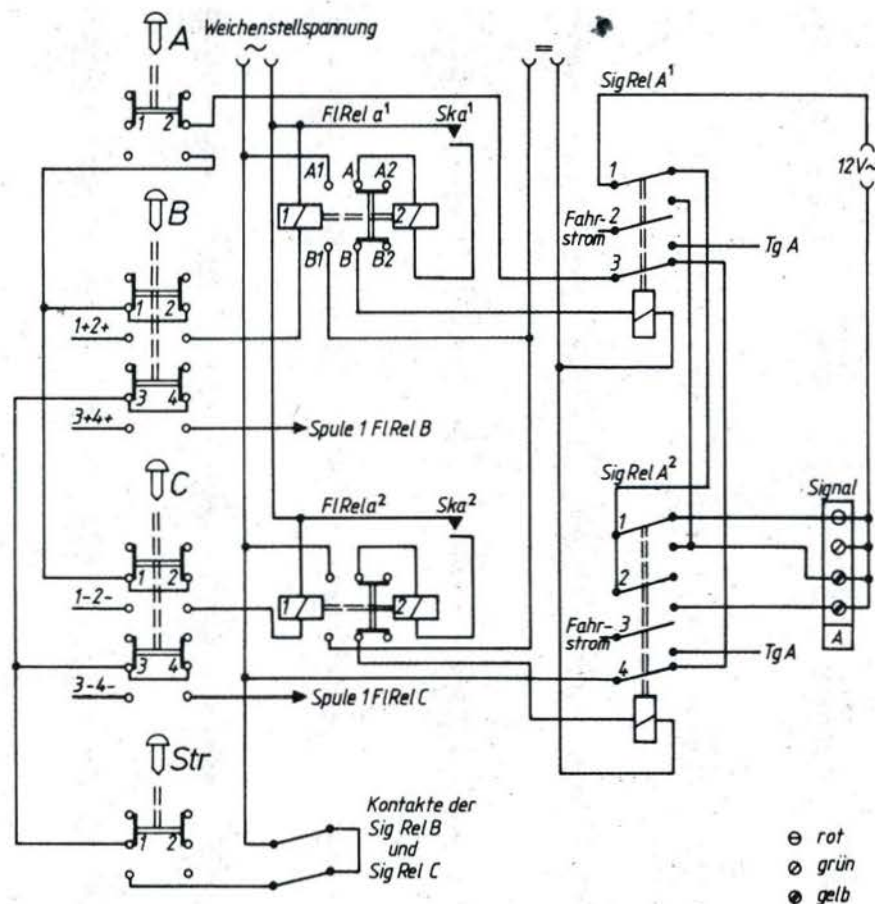 A
Weichenstellspannung
~
=
1 2
FlRel a¹
Ska¹
SigRel A¹
12V~
A1 A A2
1 2
B1 B B2
1
Fahr-
strom
2
3
Tg A
B
1 2
1+2+
3 4
3+4+
Spule 1 FlRel B
C
1 2
1-2-
3 4
3-4-
Spule 1 FlRel C
FlRel a²
Ska²
1 2
SigRel A²
1
2
Fahr-
strom
3
4
Tg A
Signal
A
Str
1 2
Kontakte der
Sig Rel B
und
Sig Rel C
rot
grün
gelb